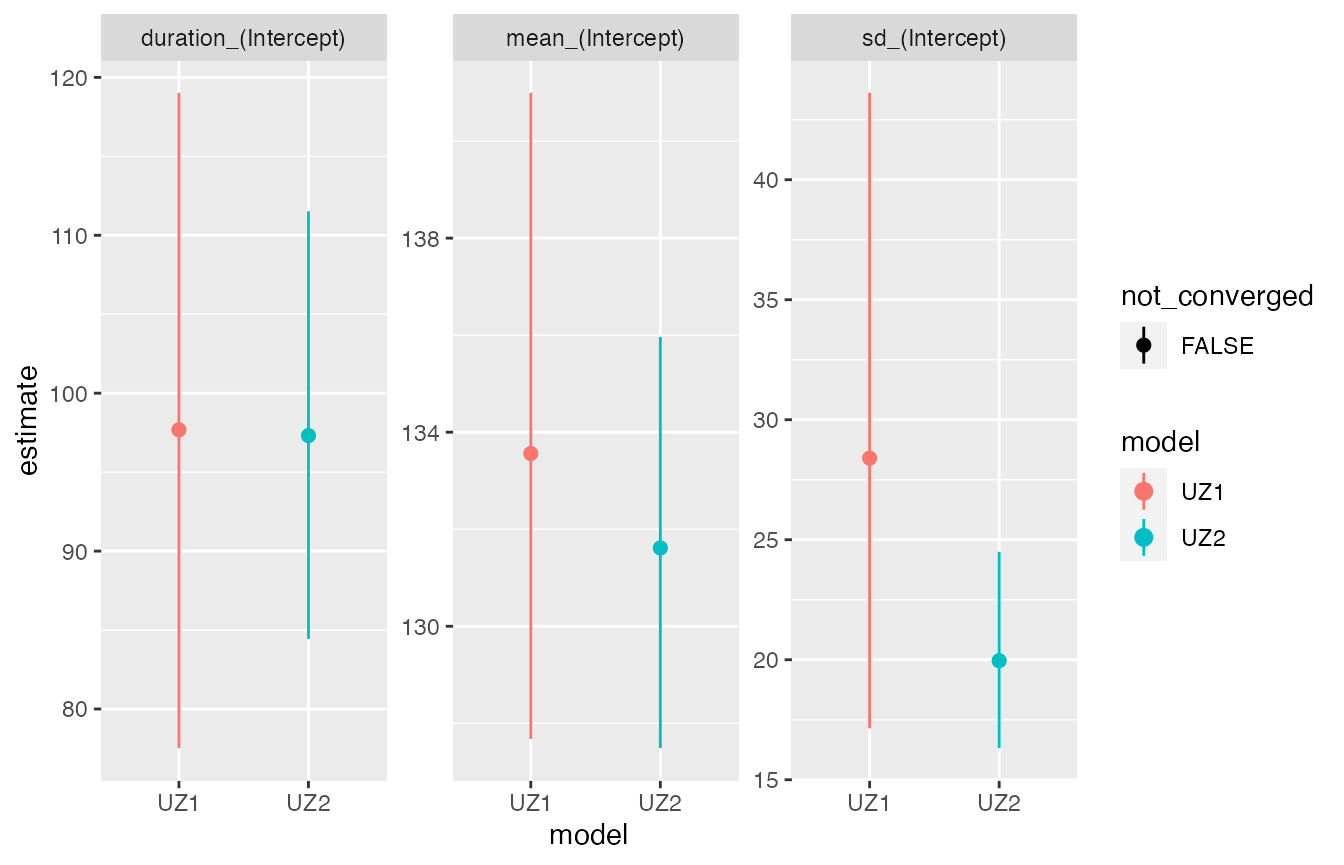 duration_(Intercept)
mean_(Intercept)
sd_(Intercept)
estimate
120
110
100
90
80
138
134
130
40
35
30
25
20
15
UZ1
UZ2
UZ1
UZ2
UZ1
UZ2
model
not_converged
FALSE
model
UZ1
UZ2